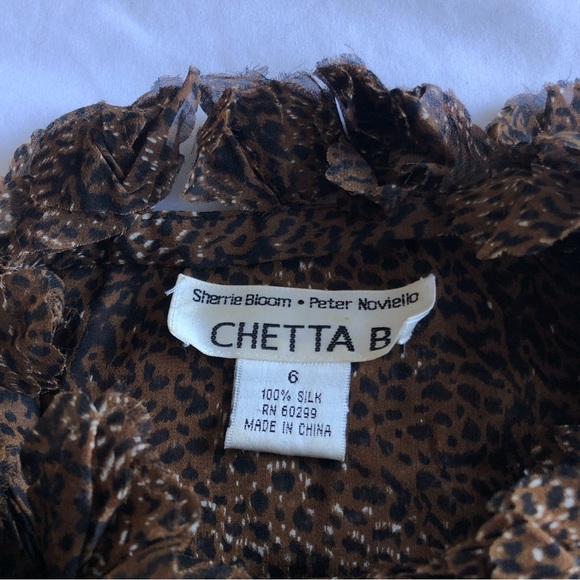 Sherrie Bloom • Peter Noviello
CHETTA B
6
100% SILK
RN 60299
MADE IN CHINA